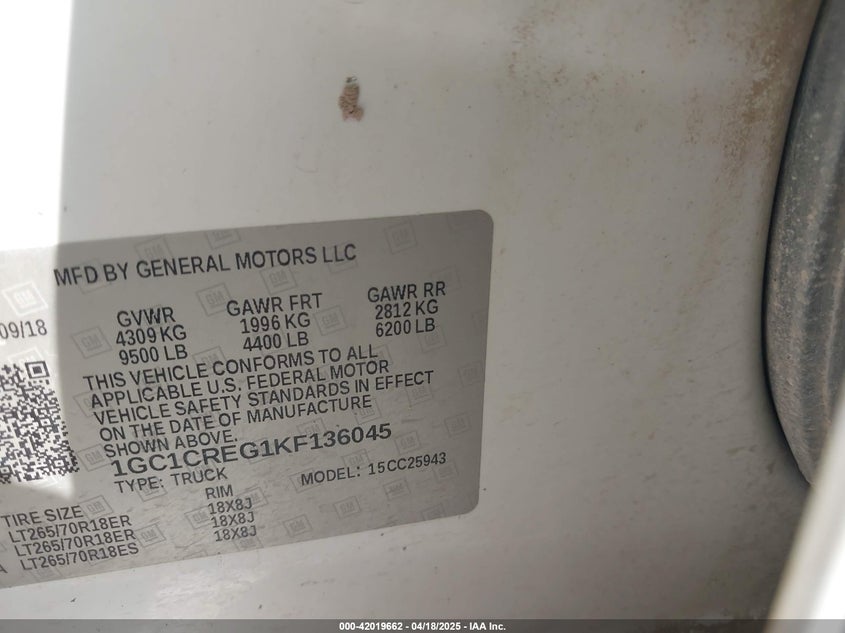 MFD BY GENERAL MOTORS LLC
09/18
GVWR GAWR FRT GAWR RR
4309 KG 1996 KG 2812 KG
9500 LB 4400 LB 6200 LB
THIS VEHICLE CONFORMS TO ALL
APPLICABLE U.S. FEDERAL MOTOR
VEHICLE SAFETY STANDARDS IN EFFECT
ON THE DATE OF MANUFACTURE
SHOWN ABOVE.
1GC1CREG1KF136045
TYPE: TRUCK MODEL: 15CC25943
TIRE SIZE RIM
LT265/70R18ER 18X8J
LT265/70R18ER 18X8J
LT265/70R18ES 18X8J
000-42019662 - 04/18/2025 - IAA Inc.